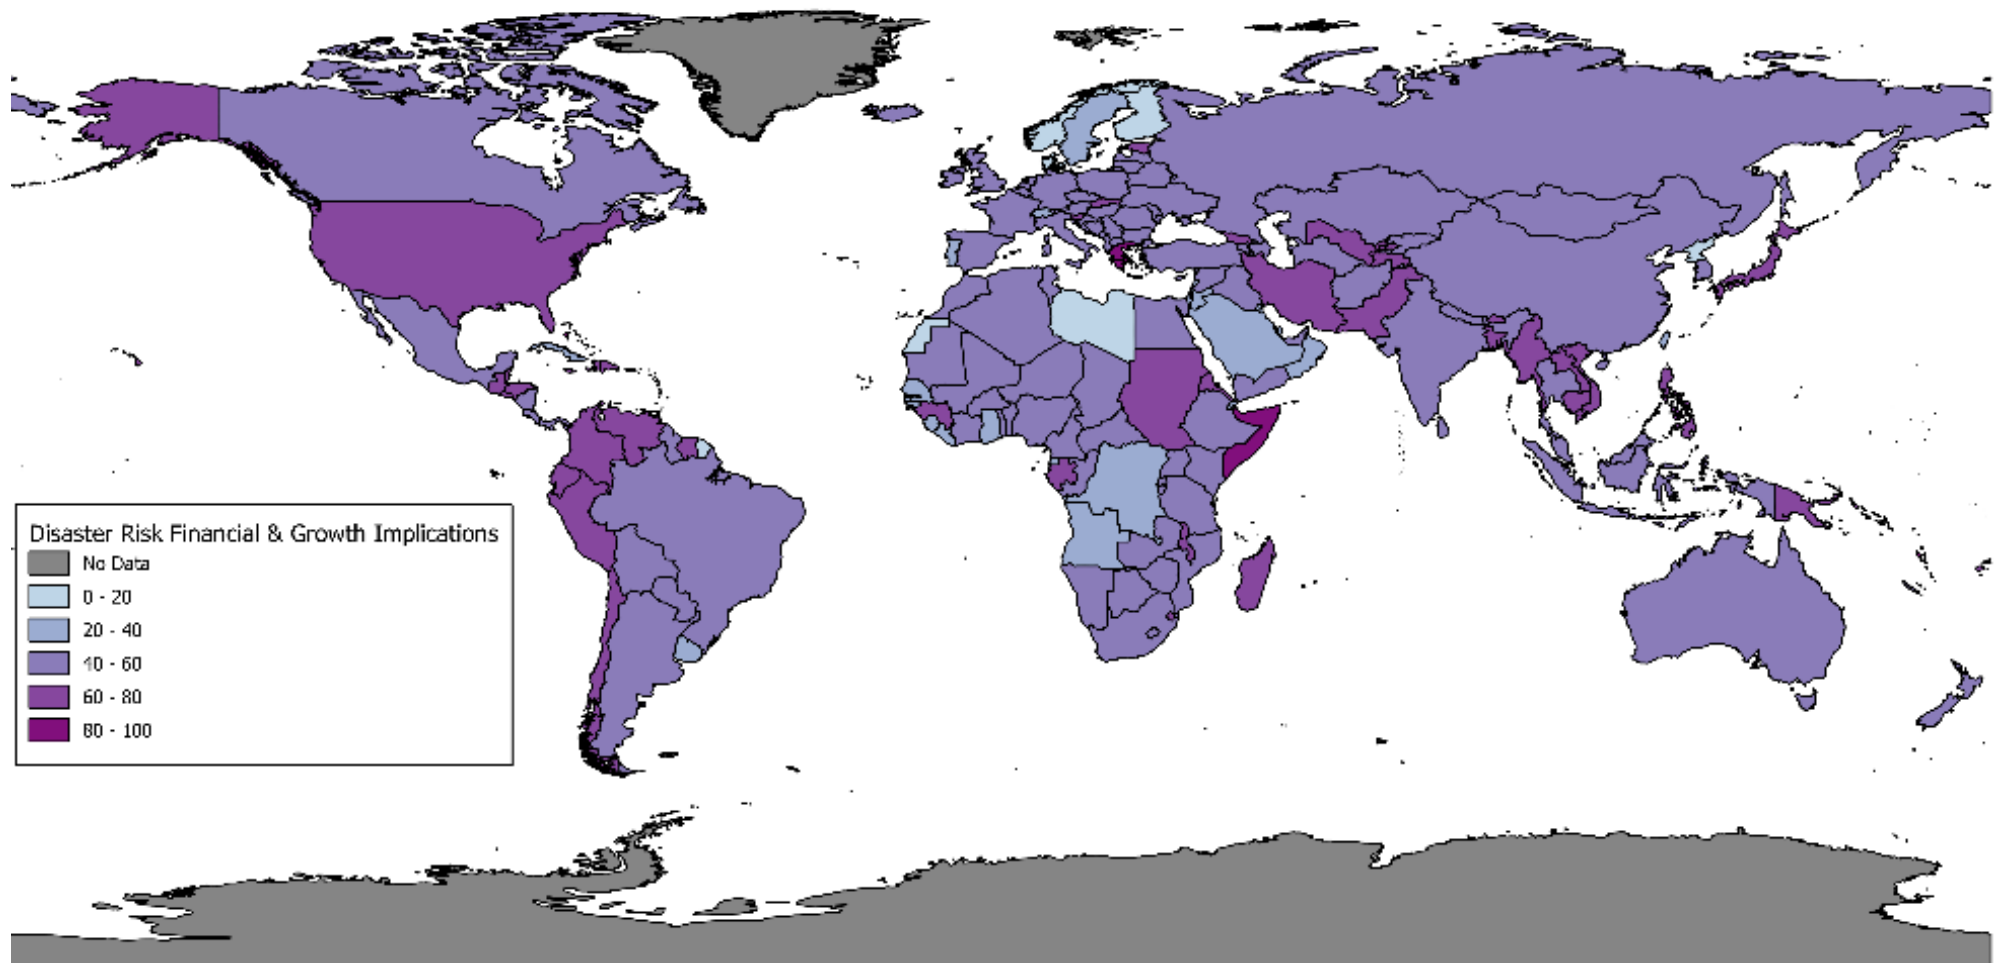 Disaster Risk Financial & Growth Implications
No Data
0 - 20
20 - 40
40 - 60
60 - 80
80 - 100